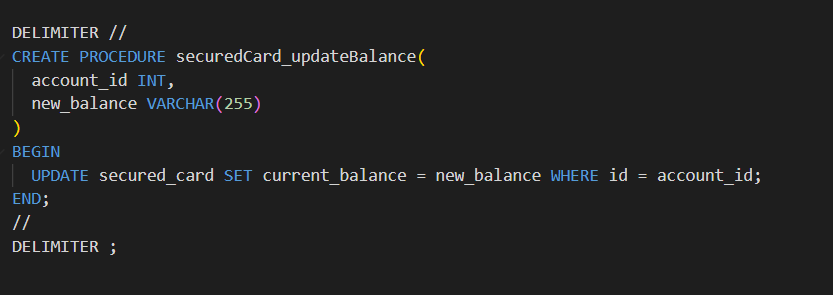 DELIMITER //
CREATE PROCEDURE securedCard_updateBalance(
account_id INT,
new_balance VARCHAR(255)
)
BEGIN
UPDATE secured_card SET current_balance = new_balance WHERE id = account_id;
END;
//
DELIMITER ;